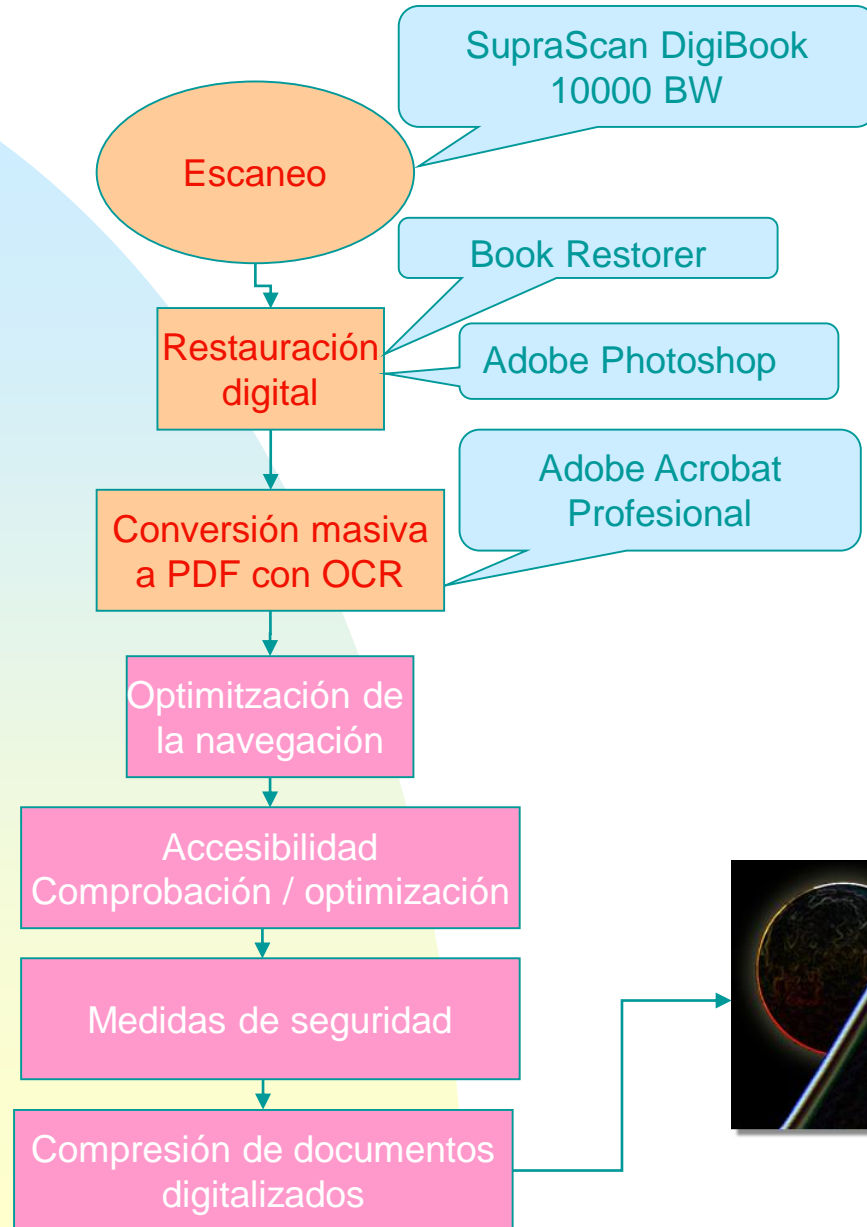 SupraScan DigiBook
10000 BW
Escaneo
Book Restorer
Restauración
digital
Adobe Photoshop
Adobe Acrobat
Profesional
Conversión masiva
a PDF con OCR
Optimitzación de
la navegación
Accesibilidad
Comprobación / optimización
Medidas de seguridad
Compresión de documentos
digitalizados